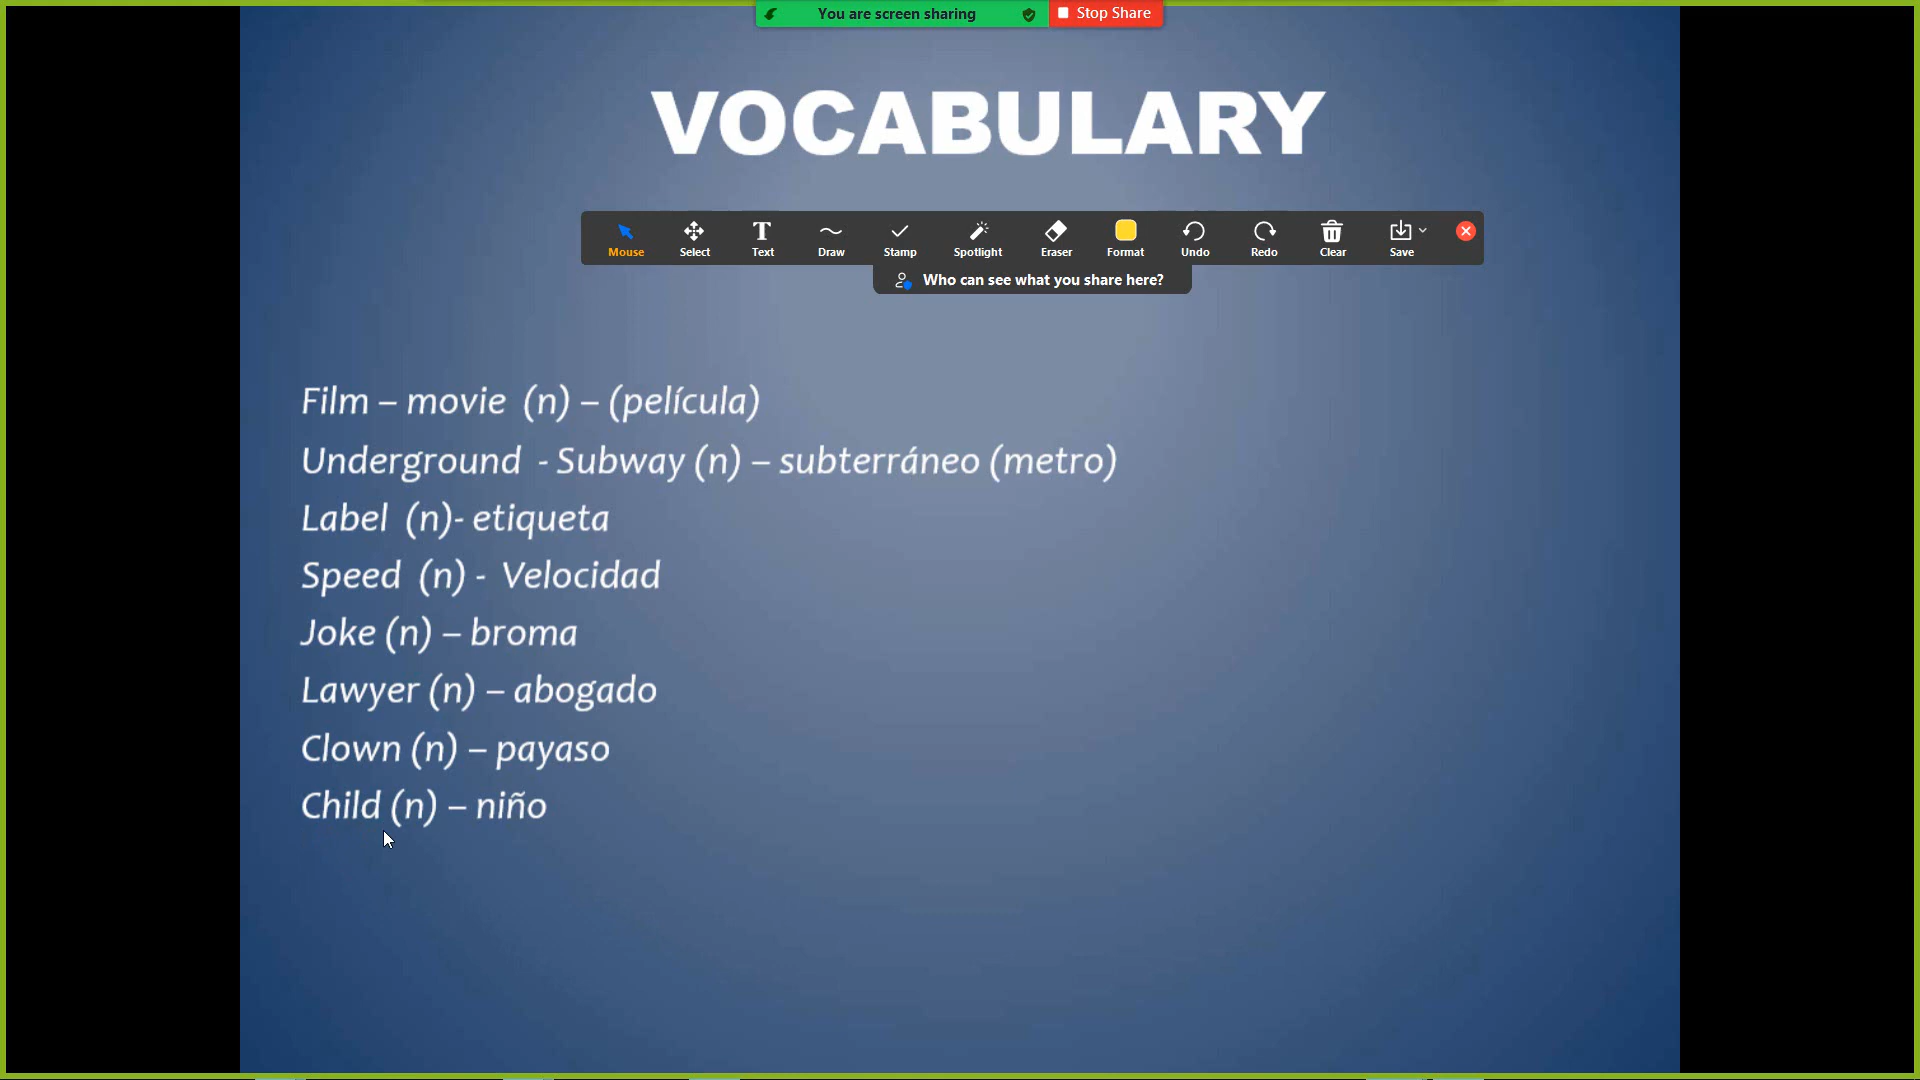 You are screen sharing
Stop Share
VOCABULARY
Mouse Select Text Draw Stamp Spotlight Eraser Format Undo Redo Clear Save
Who can see what you share here?
Film – movie (n) – (película)
Underground - Subway (n) – subterráneo (metro)
Label (n)- etiqueta
Speed (n) - Velocidad
Joke (n) – broma
Lawyer (n) – abogado
Clown (n) – payaso
Child (n) – niño